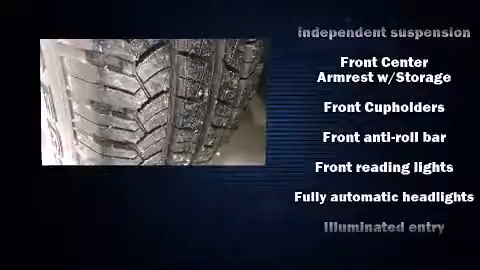 independent suspension
Front Center
Armrest w/Storage
Front Cupholders
Front anti-roll bar
Front reading lights
Fully automatic headlights
Illuminated entry